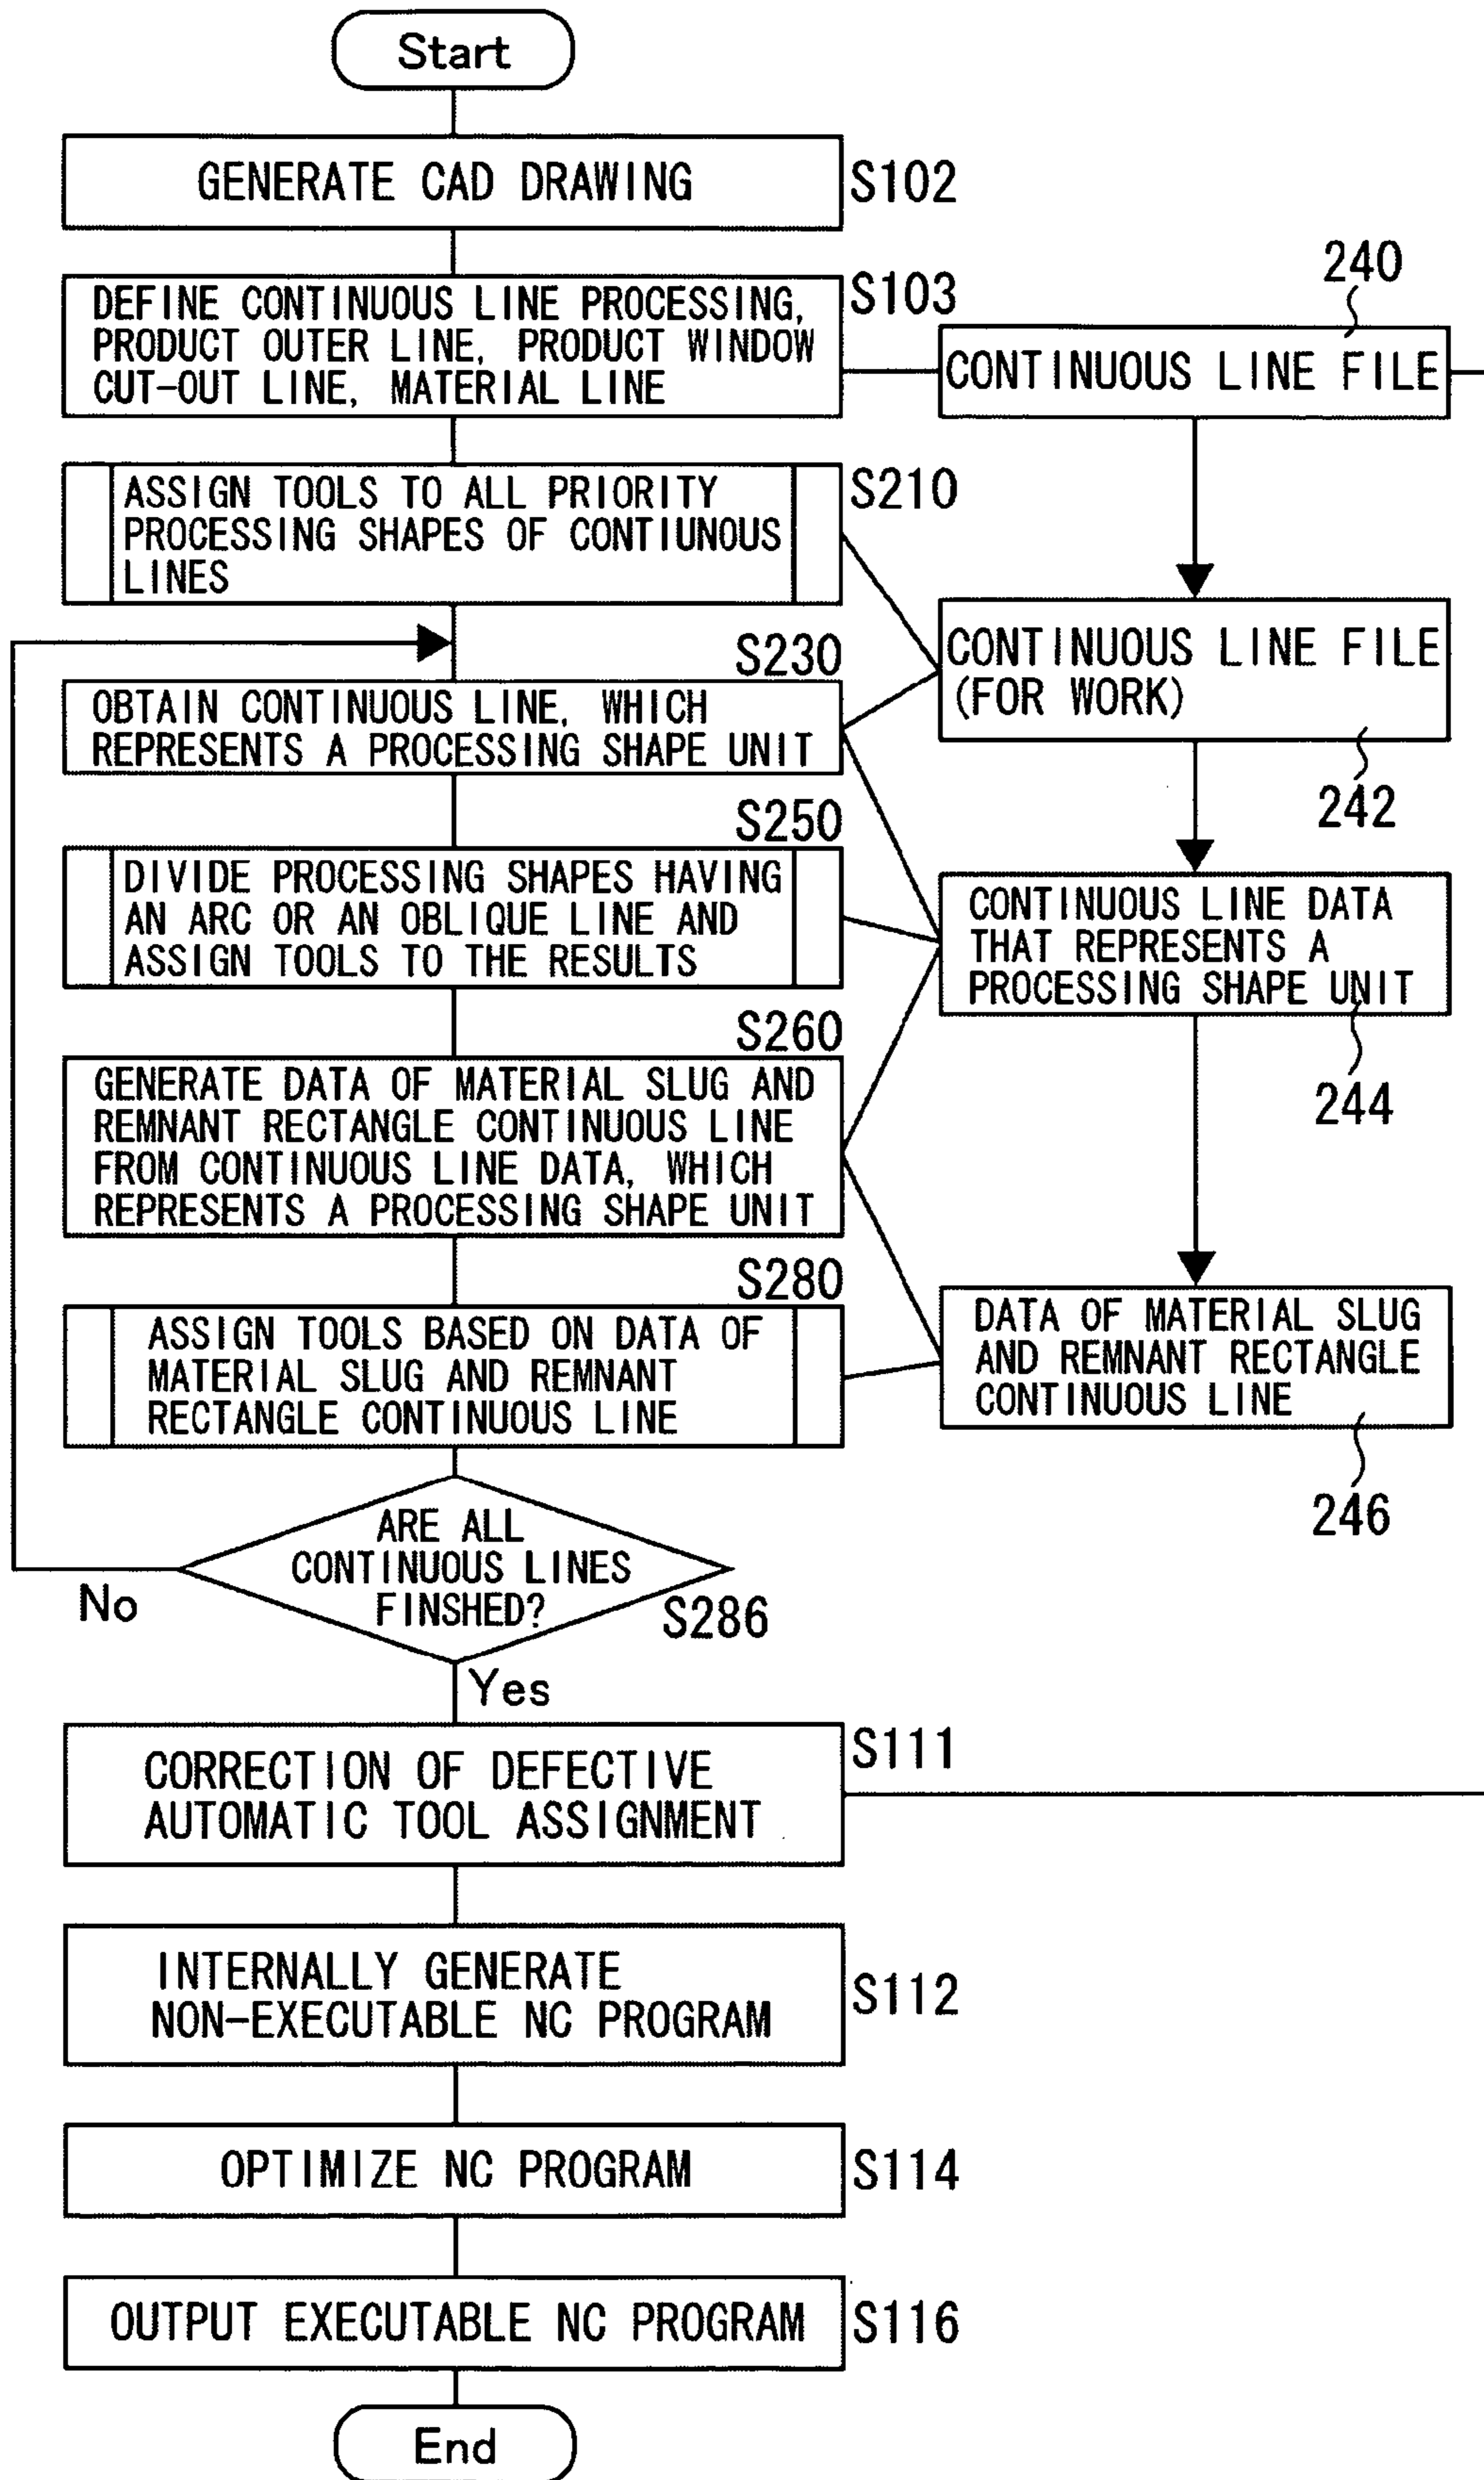 Start
GENERATE CAD DRAWING
S102
DEFINE CONTINUOUS LINE PROCESSING,
PRODUCT OUTER LINE, PRODUCT WINDOW
CUT-OUT LINE, MATERIAL LINE
S103
240
CONTINUOUS LINE FILE
ASSIGN TOOLS TO ALL PRIORITY
PROCESSING SHAPES OF CONTIUNOUS
LINES
S210
CONTINUOUS LINE FILE
(FOR WORK)
242
S230
OBTAIN CONTINUOUS LINE, WHICH
REPRESENTS A PROCESSING SHAPE UNIT
S250
DIVIDE PROCESSING SHAPES HAVING
AN ARC OR AN OBLIQUE LINE AND
ASSIGN TOOLS TO THE RESULTS
CONTINUOUS LINE DATA
THAT REPRESENTS A
PROCESSING SHAPE UNIT
244
S260
GENERATE DATA OF MATERIAL SLUG AND
REMNANT RECTANGLE CONTINUOUS LINE
FROM CONTINUOUS LINE DATA, WHICH
REPRESENTS A PROCESSING SHAPE UNIT
S280
ASSIGN TOOLS BASED ON DATA OF
MATERIAL SLUG AND REMNANT
RECTANGLE CONTINUOUS LINE
DATA OF MATERIAL SLUG
AND REMNANT RECTANGLE
CONTINUOUS LINE
246
ARE ALL
CONTINUOUS LINES
FINSHED?
S286
No
Yes
CORRECTION OF DEFECTIVE
AUTOMATIC TOOL ASSIGNMENT
S111
INTERNALLY GENERATE
NON-EXECUTABLE NC PROGRAM
S112
OPTIMIZE NC PROGRAM
S114
OUTPUT EXECUTABLE NC PROGRAM
S116
End